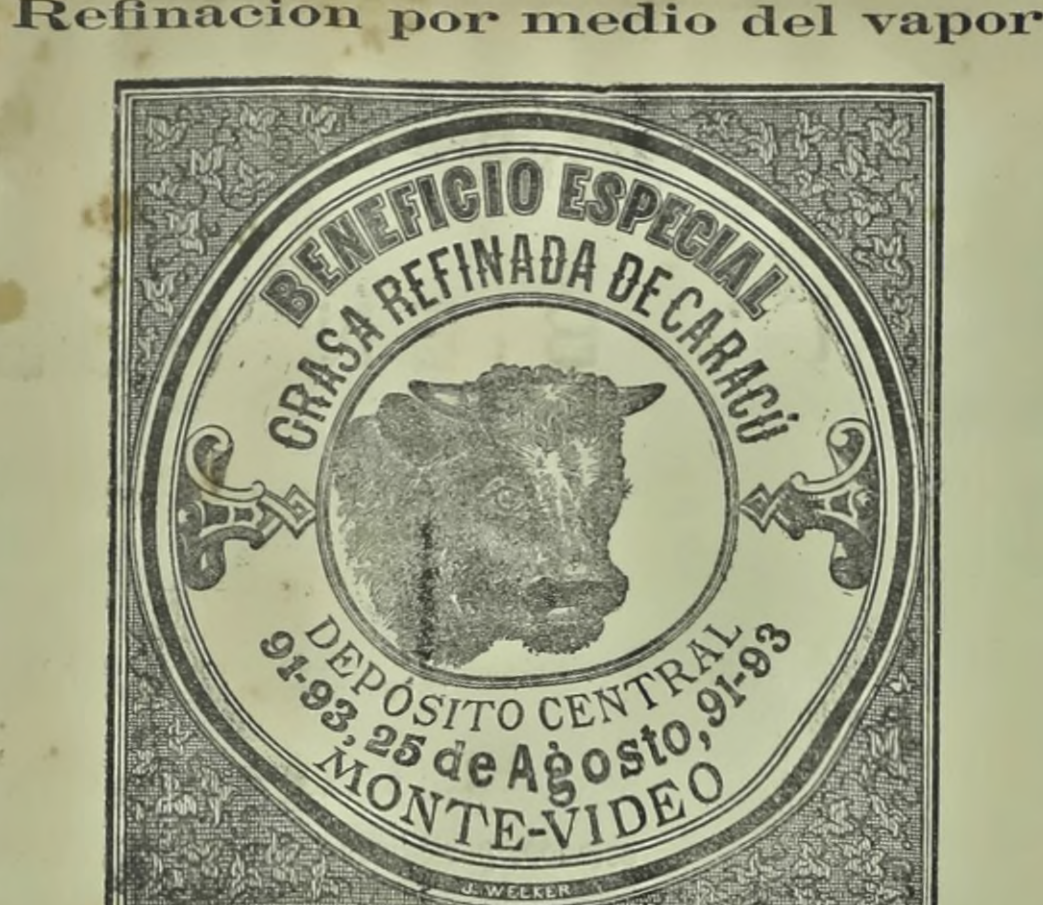 Refinacion por medio del vapor
BENEFICIO ESPECIAL
GRASA REFINADA DE CARACÚ
DEPÓSITO CENTRAL
91-93, 25 de Agosto, 91-93
MONTE-VIDEO
J. WELKER